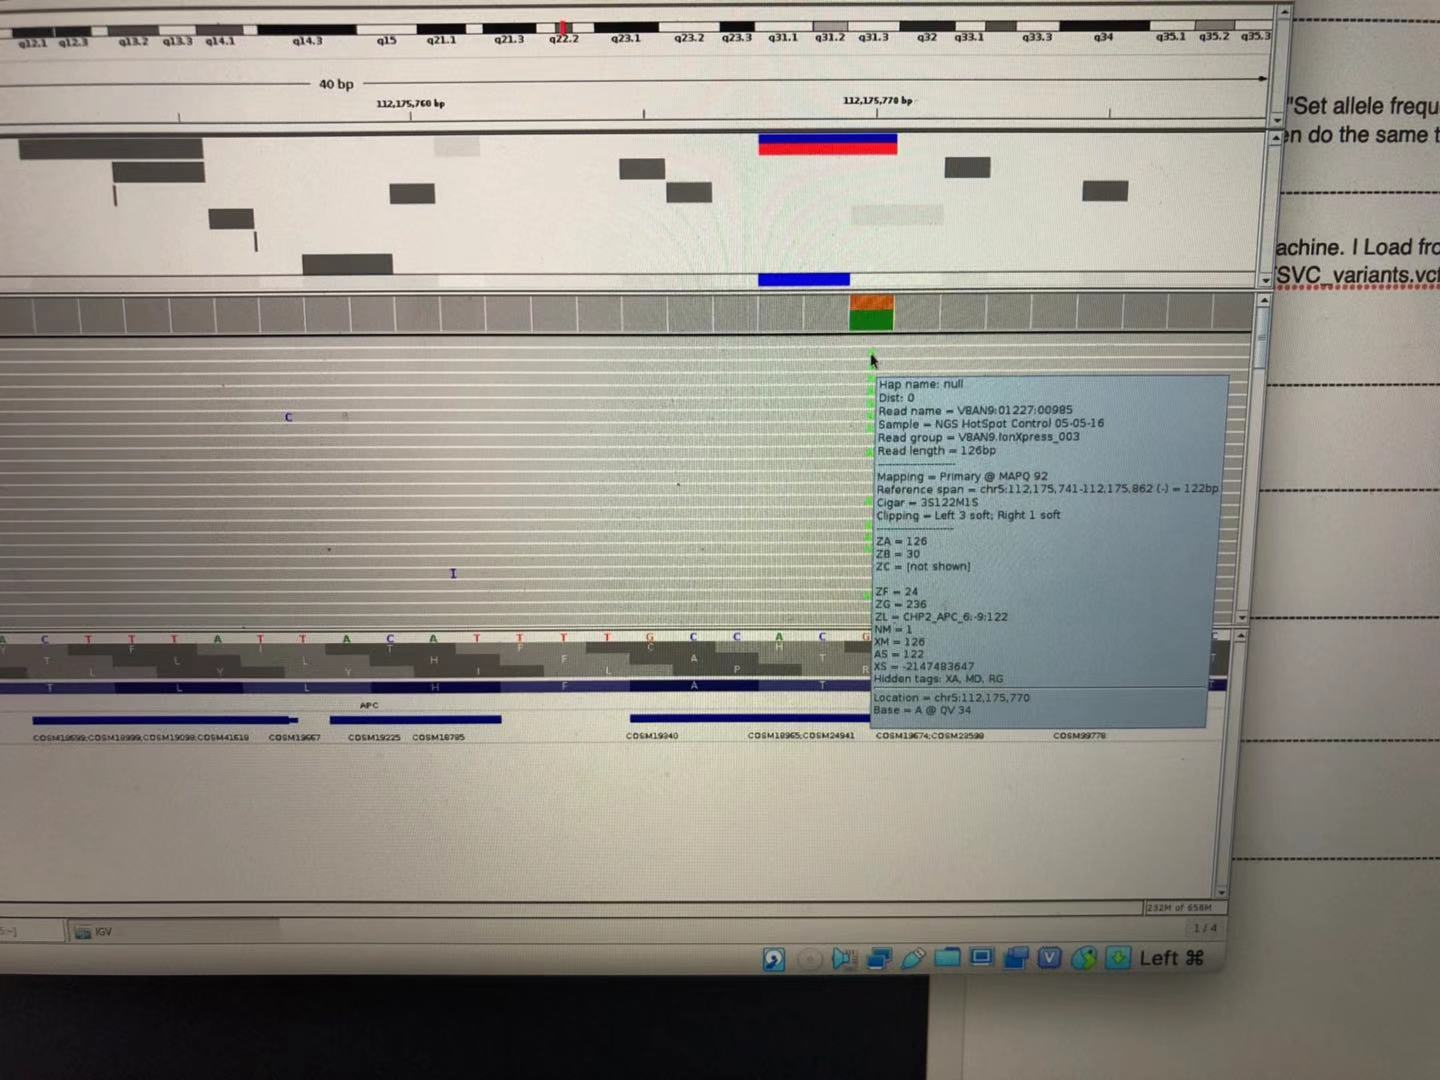 q12.1 q12.3 q13.2 q13.3 q14.1 q14.3 q15 q21.1 q21.3 q22.2 q23.1 q23.2 q23.3 q31.1 q31.2 q31.3 q32 q33.1 q33.3 q34 q35.1 q35.2 q35.3
40 bp
112,175,760 bp 112,175,770 bp
"Set allele frequ
en do the same t
achine. I Load fro
SVC_variants.vcf
C
I
Hap name: null
Dist: 0
Read name = V8AN9:01227:00985
Sample = NGS HotSpot Control 05-05-16
Read group = V8AN9.IonXpress_003
Read length = 126bp
----------------------
Mapping = Primary @ MAPQ 92
Reference span = chr5:112,175,741-112,175,862 (-) = 122bp
Cigar = 3S122M1S
Clipping = Left 3 soft; Right 1 soft
----------------------
ZA = 126
ZB = 30
ZC = [not shown]
ZF = 24
ZG = 236
ZL = CHP2_APC_6:-9:122
NM = 1
XM = 126
AS = 122
XS = -2147483647
Hidden tags: XA, MD, RG
Location = chr5:112,175,770
Base = A @ QV 34
C T T T A T T A C A T T T T G C C A C G
T L L H F A T
APC
COSM19667 COSM19225 COSM18785 COSM19340 COSM18965;COSM24941 COSM19674;COSM23599 COSM99778
232M of 658M
IGV
1 / 4
V
Left ⌘